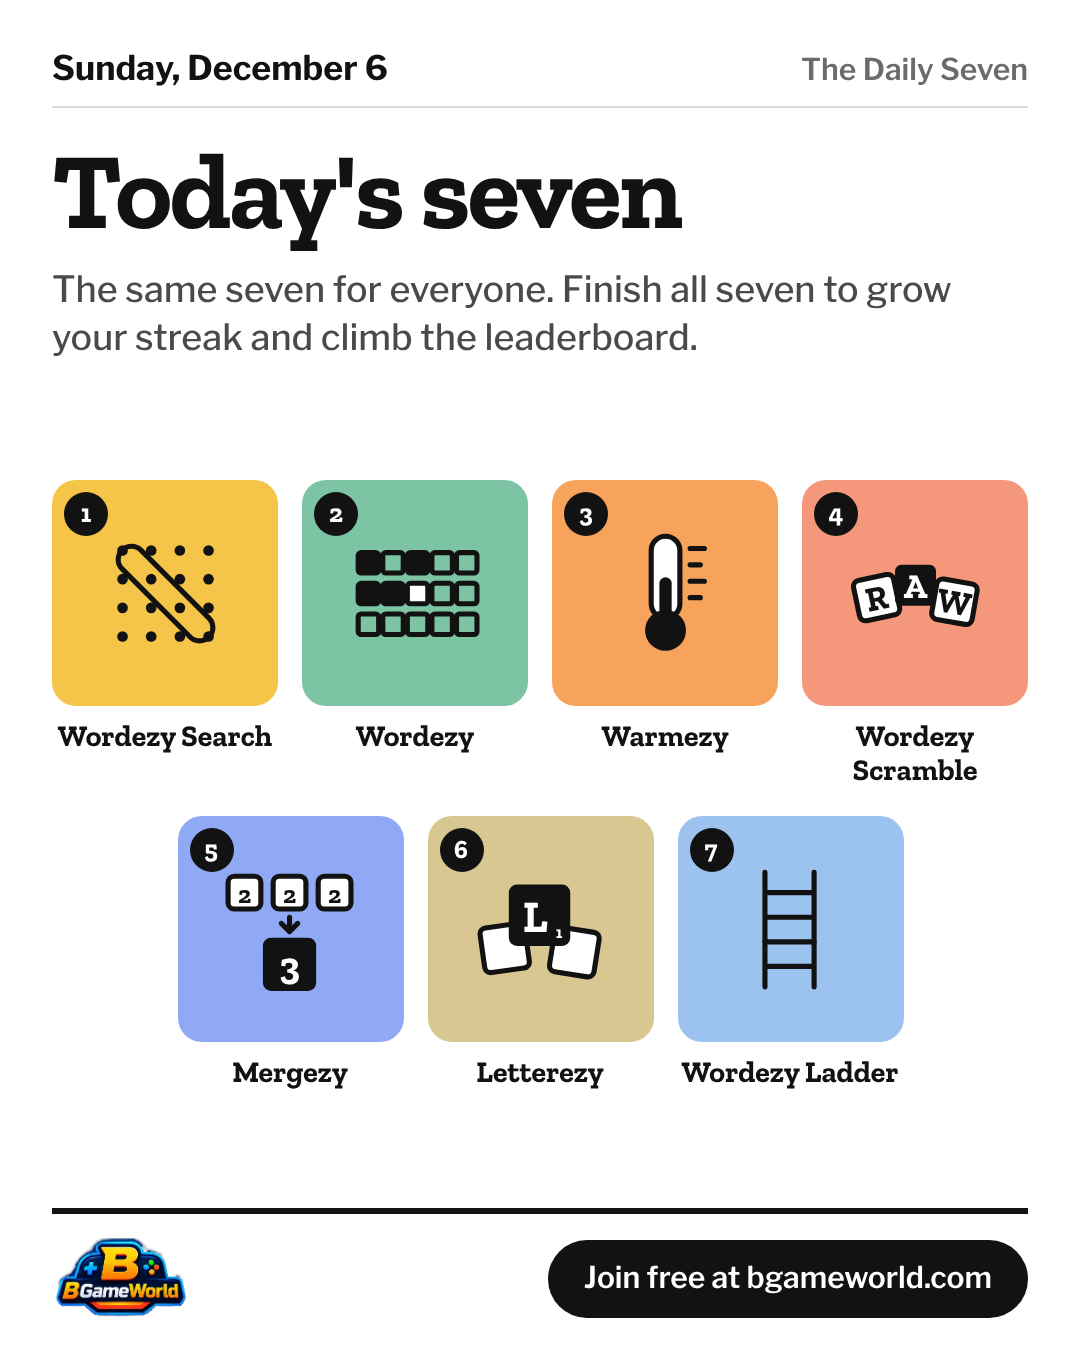 Sunday, December 6
The Daily Seven
Today's seven
The same seven for everyone. Finish all seven to grow
your streak and climb the leaderboard.
1
2
3
4
R A W
Wordezy Search
Wordezy
Warmezy
Wordezy
Scramble
5
6
7
2 2 2
3
L 1
Mergezy
Letterezy
Wordezy Ladder
B
BGameWorld
Join free at bgameworld.com